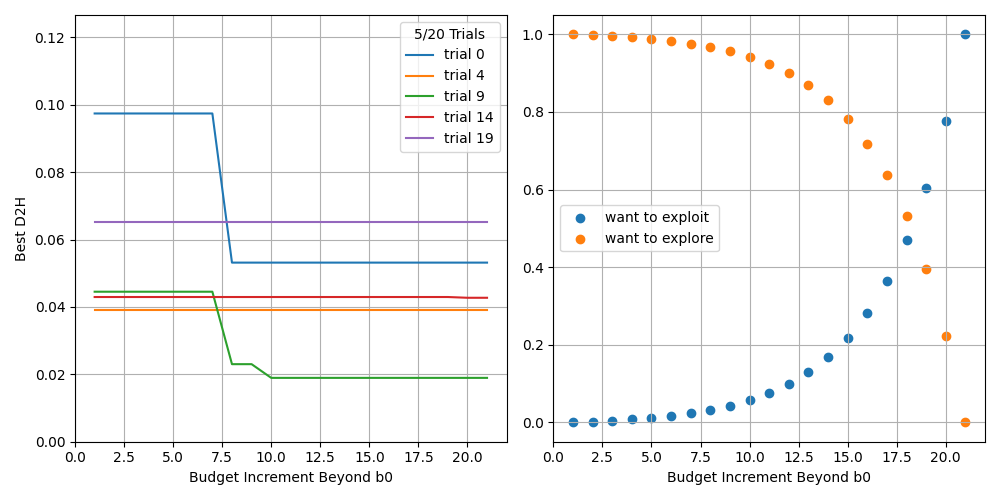 5/20 Trials
trial 0
trial 4
trial 9
trial 14
trial 19
0.12
0.10
0.08
0.06
0.04
0.02
0.00
Best D2H
0.0 2.5 5.0 7.5 10.0 12.5 15.0 17.5 20.0
Budget Increment Beyond b0
want to exploit
want to explore
1.0
0.8
0.6
0.4
0.2
0.0
0.0 2.5 5.0 7.5 10.0 12.5 15.0 17.5 20.0
Budget Increment Beyond b0